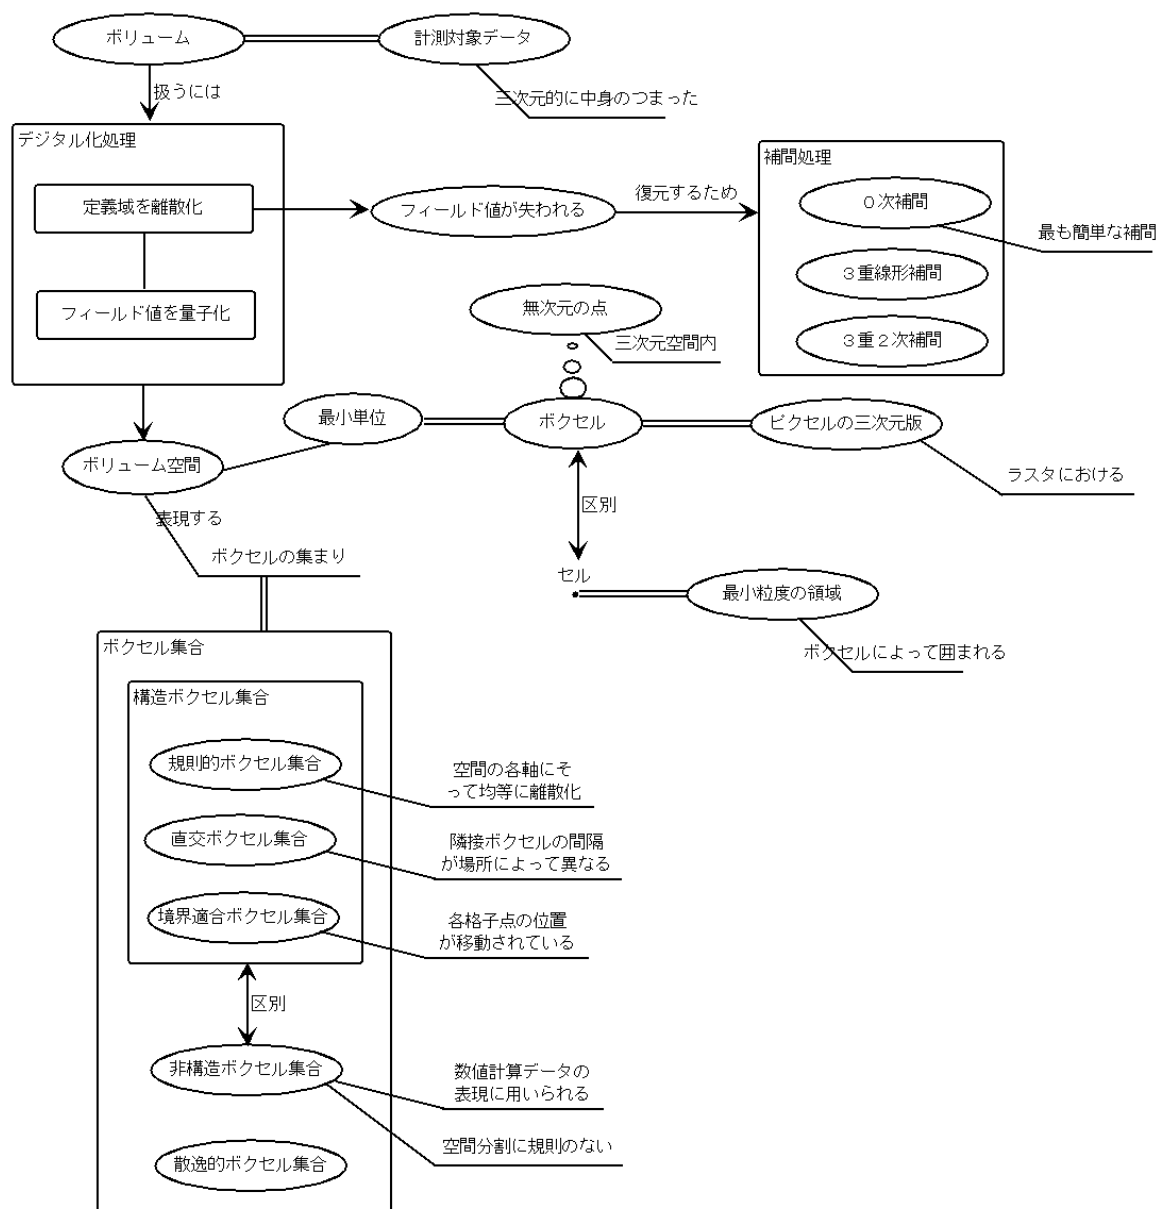 ボリューム
計測対象データ
扱うには
三次元的に中身のつまった
デジタル化処理
定義域を離散化
フィールド値を量子化
フィールド値が失われる
復元するため
補間処理
０次補間
最も簡単な補間
３重線形補間
３重２次補間
無次元の点
三次元空間内
最小単位
ボクセル
ピクセルの三次元版
ラスタにおける
ボリューム空間
表現する
ボクセルの集まり
区別
セル
最小粒度の領域
ボクセルによって囲まれる
ボクセル集合
構造ボクセル集合
規則的ボクセル集合
空間の各軸にそ
って均等に離散化
直交ボクセル集合
隣接ボクセルの間隔
が場所によって異なる
境界適合ボクセル集合
各格子点の位置
が移動されている
区別
非構造ボクセル集合
数値計算データの
表現に用いられる
空間分割に規則のない
散逸的ボクセル集合